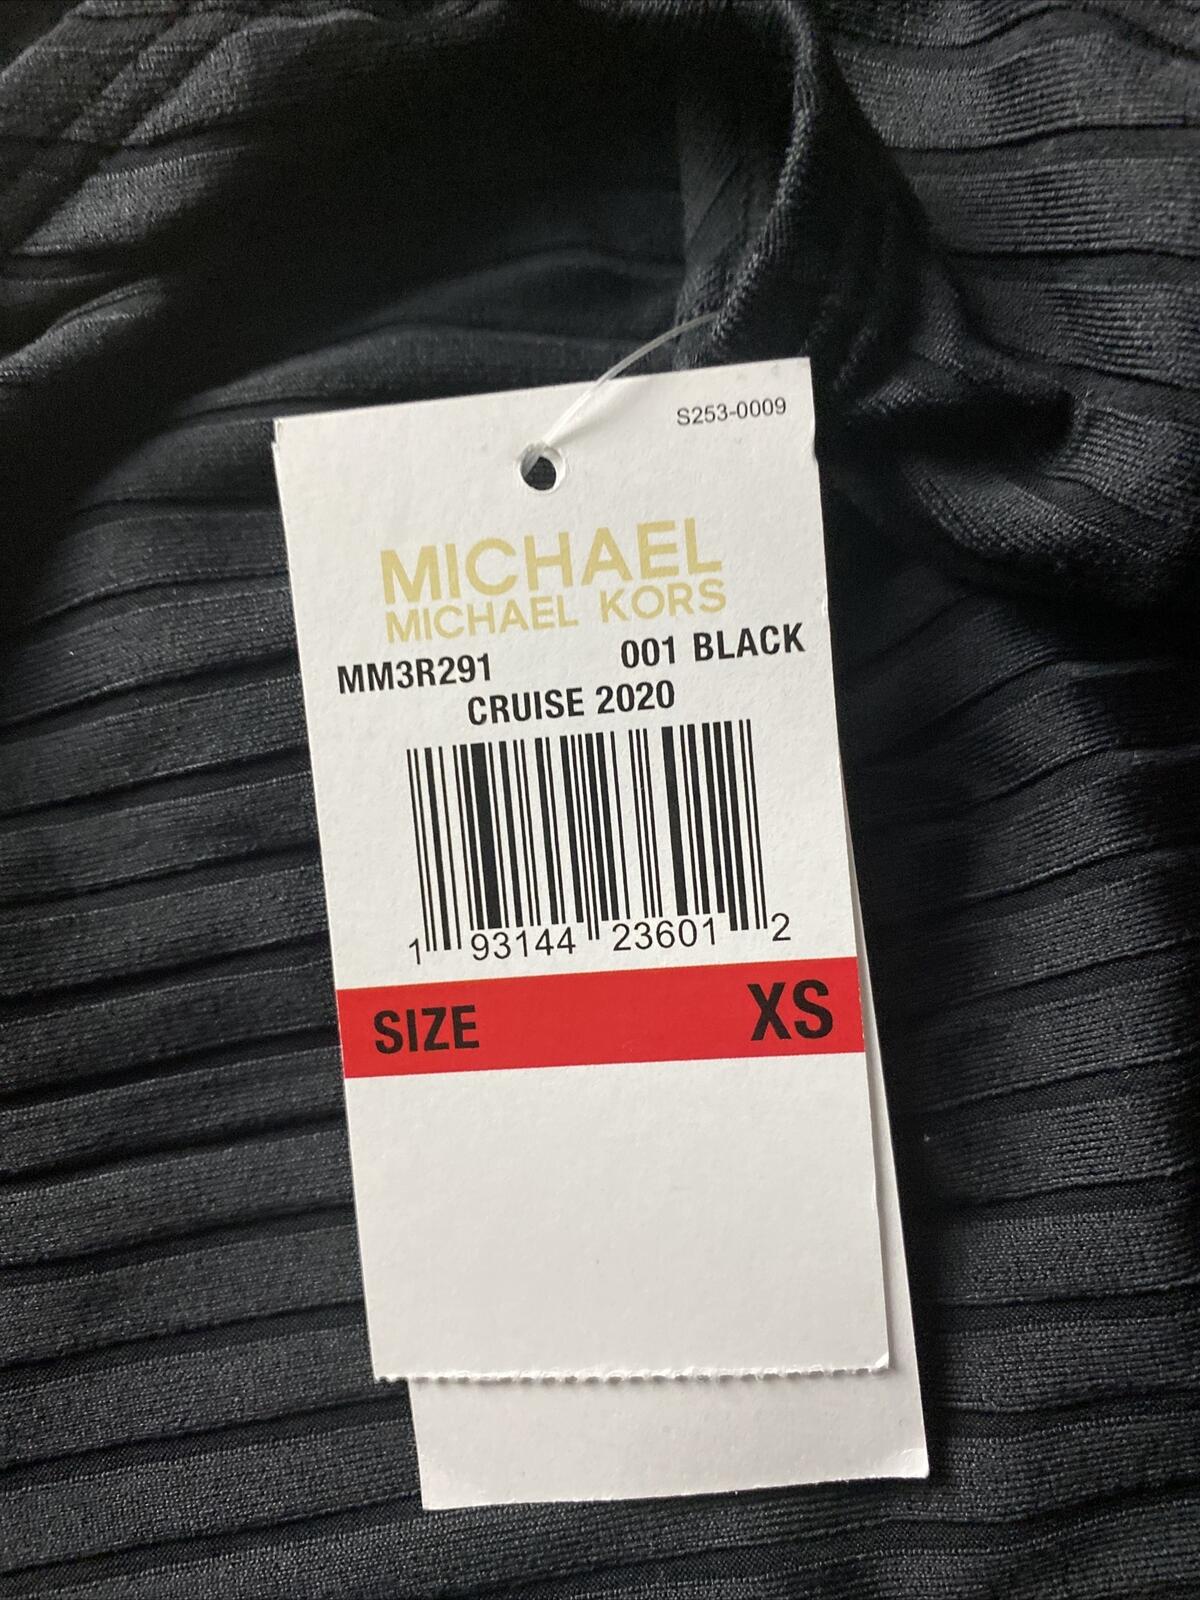 S253-0009
MICHAEL
MICHAEL KORS
MM3R291 001 BLACK
CRUISE 2020
1 93144 23601 2
SIZE XS